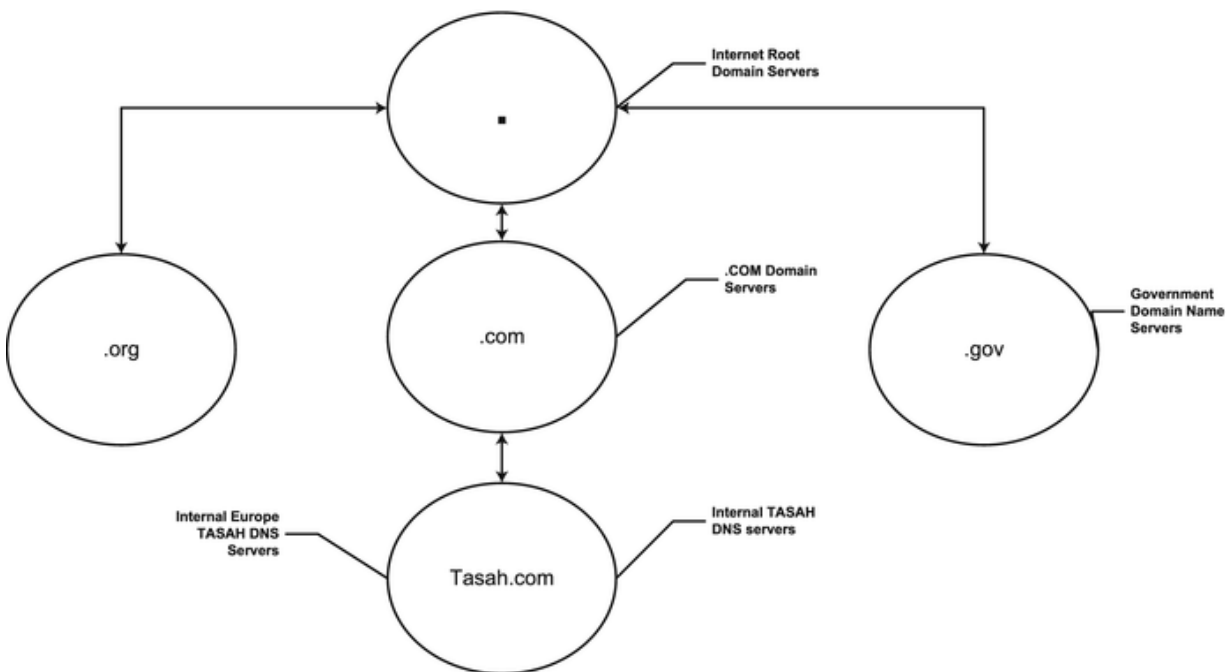 Internet Root
Domain Servers
.
.COM Domain
Servers
Government
Domain Name
Servers
.org
.com
.gov
Internal Europe
TASAH DNS
Servers
Internal TASAH
DNS servers
Tasah.com